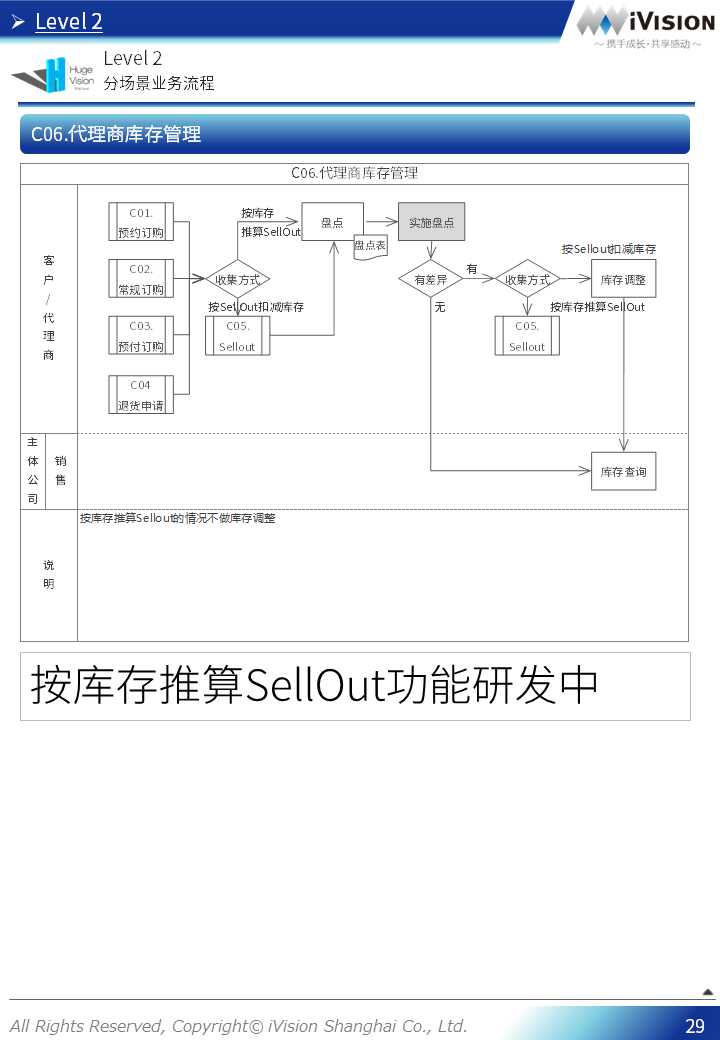 Level 2
iVISION
～ 携手成长·共享感动 ～
Level 2
Huge
Vision
分场景业务流程
C06.代理商库存管理
C06.代理商库存管理
客
户
/
代
理
商
C01.
预约订购
C02.
常规订购
C03.
预付订购
C04
退货申请
收集方式
按库存
推算SellOut
按SellOut扣减库存
C05.
Sellout
盘点
盘点表
实施盘点
有差异
有
无
收集方式
按Sellout扣减库存
按库存推算SellOut
库存调整
C05.
Sellout
主
体
公
司
销
售
库存查询
按库存推算Sellout的情况不做库存调整
说
明
按库存推算SellOut功能研发中
All Rights Reserved, Copyright© iVision Shanghai Co., Ltd.
29